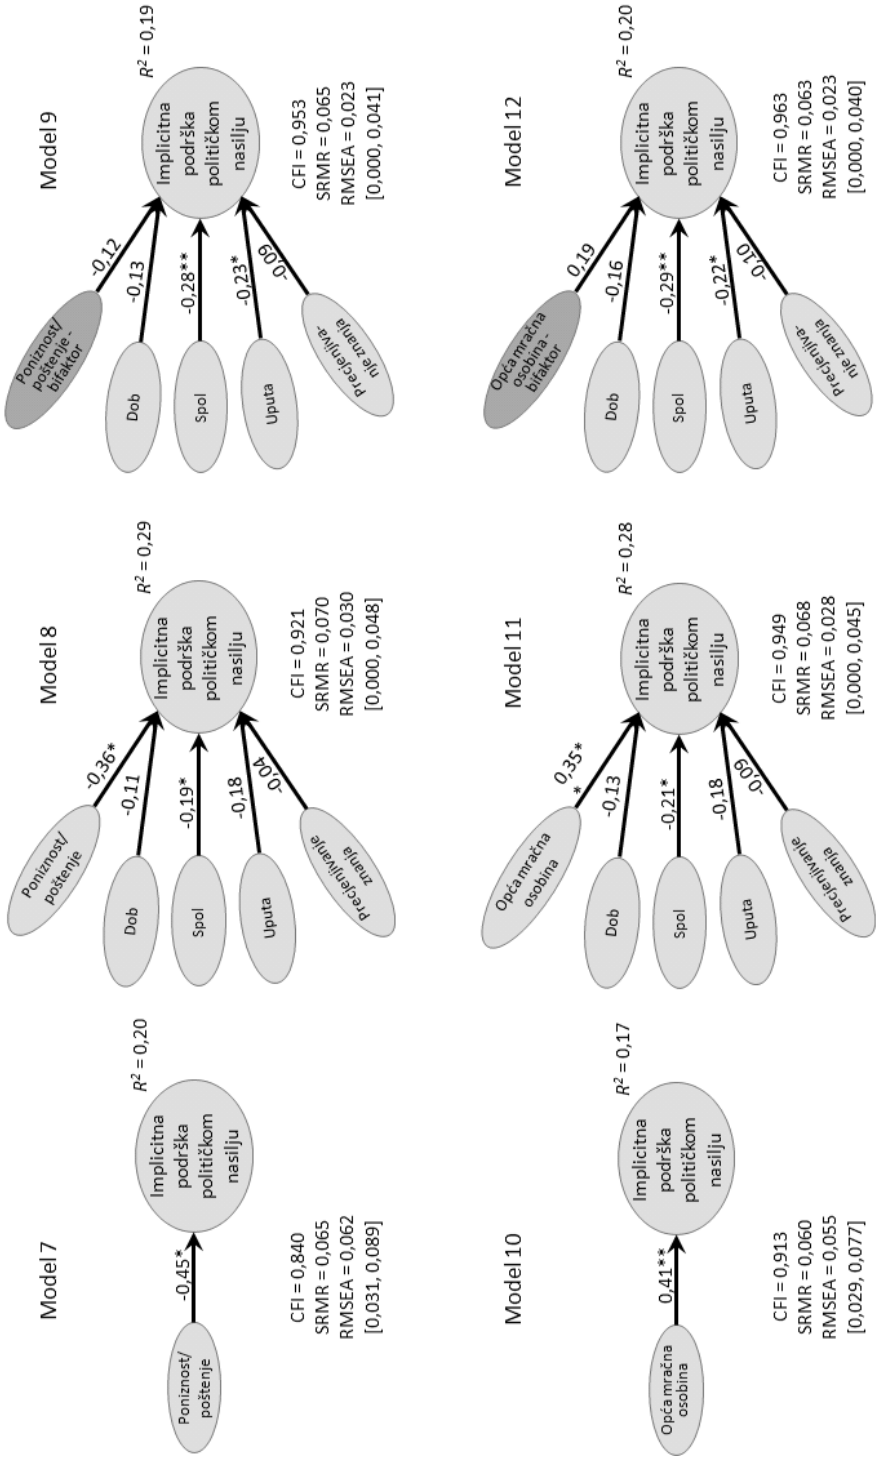 Model 7
Poniznost/
poštenje
-0,45*
Implicitna
podrška
političkom
nasilju
R² = 0,20
CFI = 0,840
SRMR = 0,065
RMSEA = 0,062
[0,031, 0,089]
Model 8
Poniznost/
poštenje
Dob
Spol
Uputa
Precjenjivanje
znanja
-0,36*
-0,11
-0,19*
-0,18
-0,04
Implicitna
podrška
političkom
nasilju
R² = 0,29
CFI = 0,921
SRMR = 0,070
RMSEA = 0,030
[0,000, 0,048]
Model 9
Poniznost/
poštenje -
bifaktor
Dob
Spol
Uputa
Precjenjiva-
nje znanja
-0,12
-0,13
-0,28**
-0,23*
-0,09
Implicitna
podrška
političkom
nasilju
R² = 0,19
CFI = 0,953
SRMR = 0,065
RMSEA = 0,023
[0,000, 0,041]
Model 10
Opća mračna
osobina
0,41**
Implicitna
podrška
političkom
nasilju
R² = 0,17
CFI = 0,913
SRMR = 0,060
RMSEA = 0,055
[0,029, 0,077]
Model 11
Opća mračna
osobina
Dob
Spol
Uputa
Precjenjivanje
znanja
0,35*
*
-0,13
-0,21*
-0,18
-0,09
Implicitna
podrška
političkom
nasilju
R² = 0,28
CFI = 0,949
SRMR = 0,068
RMSEA = 0,028
[0,000, 0,045]
Model 12
Opća mračna
osobina -
bifaktor
Dob
Spol
Uputa
Precjenjiva-
nje znanja
0,19
-0,16
-0,29**
-0,22*
-0,10
Implicitna
podrška
političkom
nasilju
R² = 0,20
CFI = 0,963
SRMR = 0,063
RMSEA = 0,023
[0,000, 0,040]